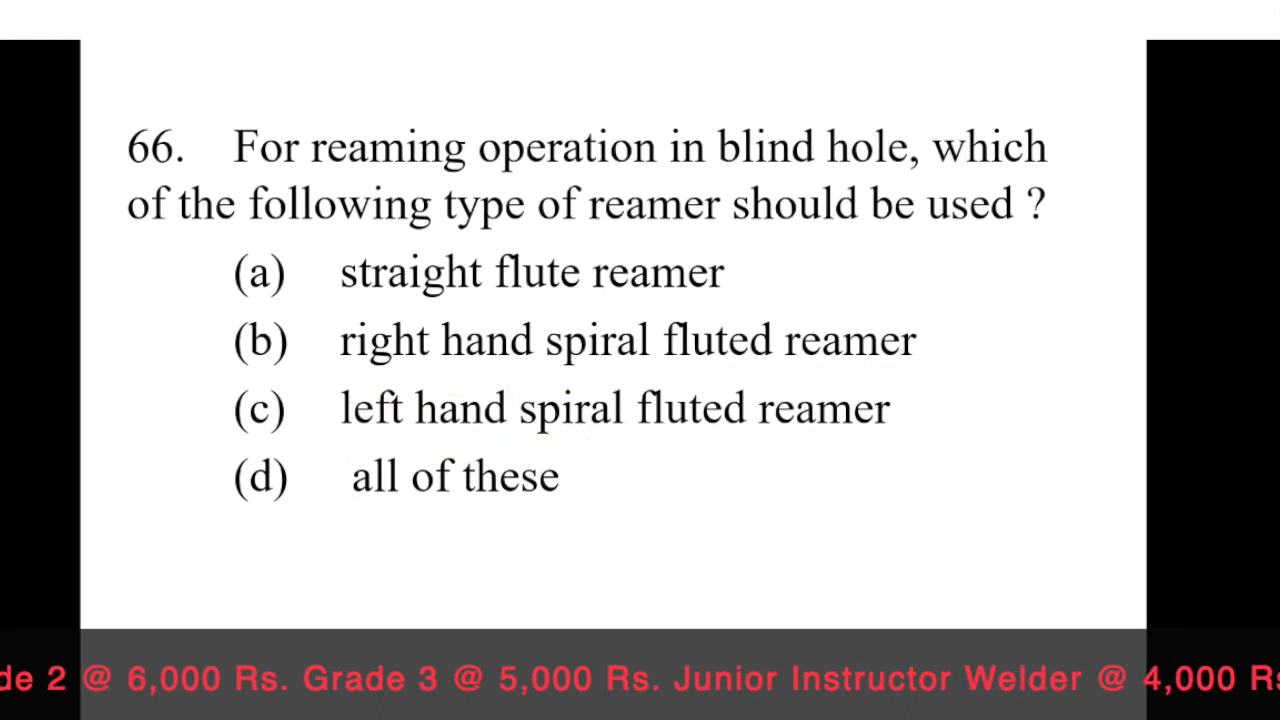 66. For reaming operation in blind hole, which
of the following type of reamer should be used ?
(a) straight flute reamer
(b) right hand spiral fluted reamer
(c) left hand spiral fluted reamer
(d) all of these
de 2 @ 6,000 Rs. Grade 3 @ 5,000 Rs. Junior Instructor Welder @ 4,000 Rs